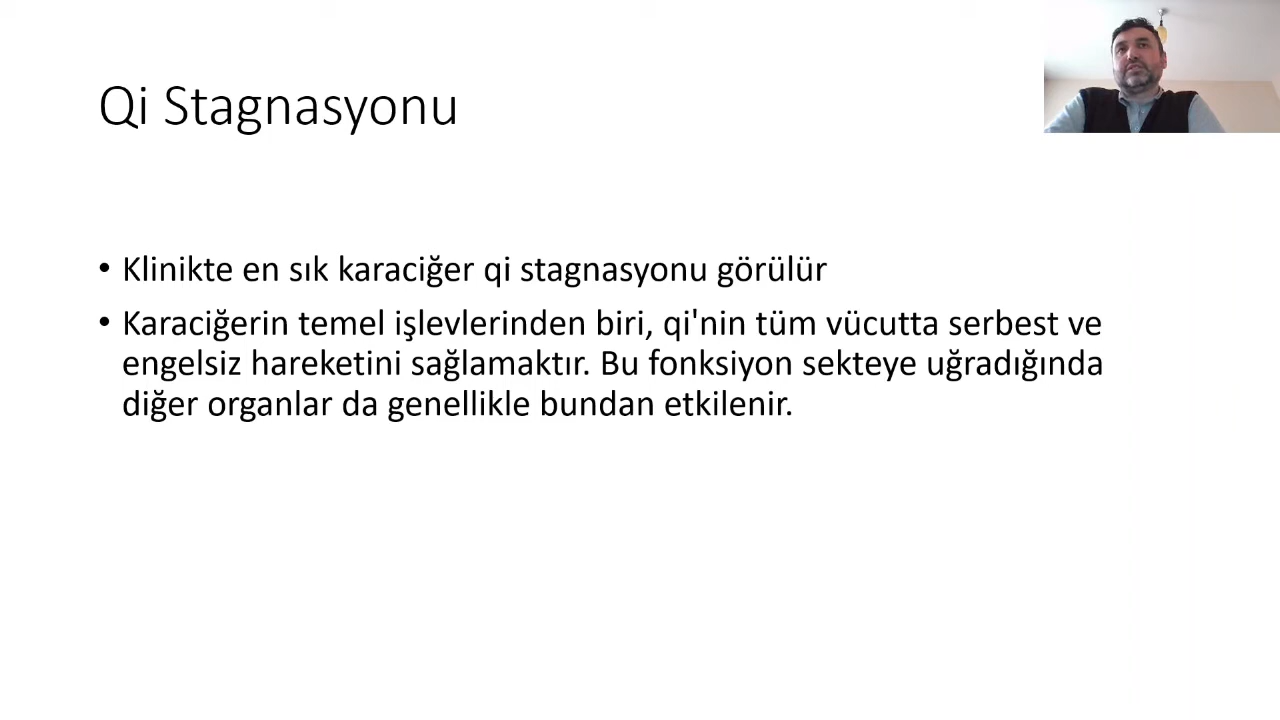 Qi Stagnasyonu
• Klinikte en sık karaciğer qi stagnasyonu görülür
• Karaciğerin temel işlevlerinden biri, qi'nin tüm vücutta serbest ve
engelsiz hareketini sağlamaktır. Bu fonksiyon sekteye uğradığında
diğer organlar da genellikle bundan etkilenir.